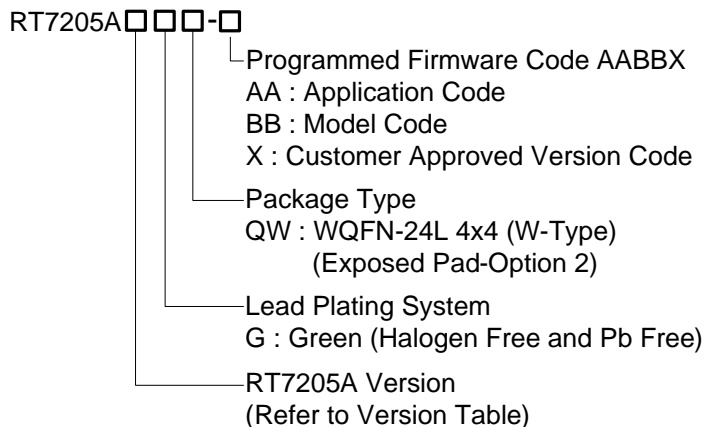 RT7205A□□□-□
Programmed Firmware Code AABBX
AA : Application Code
BB : Model Code
X : Customer Approved Version Code
Package Type
QW : WQFN-24L 4x4 (W-Type)
(Exposed Pad-Option 2)
Lead Plating System
G : Green (Halogen Free and Pb Free)
RT7205A Version
(Refer to Version Table)